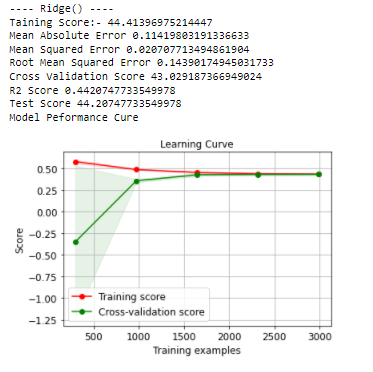 ---- Ridge() ----
Taining Score:- 44.41396975214447
Mean Absolute Error 0.11419803191336633
Mean Squared Error 0.020707713494861904
Root Mean Squared Error 0.14390174945031733
Cross Validation Score 43.029187366949024
R2 Score 0.4420747733549978
Test Score 44.20747733549978
Model Peformance Cure
Learning Curve
0.50
0.25
0.00
−0.25
−0.50
−0.75
−1.00
−1.25
Score
Training score
Cross-validation score
500 1000 1500 2000 2500 3000
Training examples